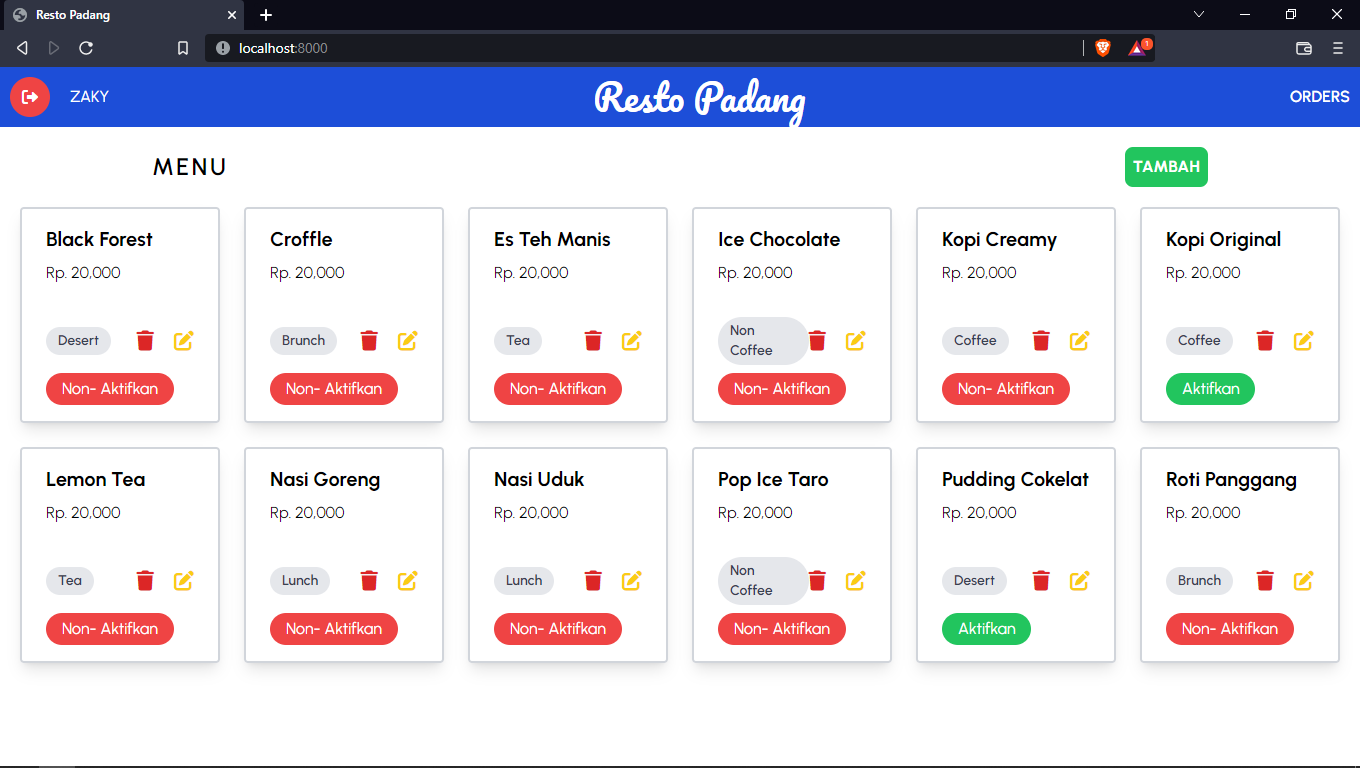 Resto Padang
localhost:8000
1
ZAKY
Resto Padang
ORDERS
MENU
TAMBAH
Black Forest
Rp. 20,000
Desert
Non- Aktifkan
Croffle
Rp. 20,000
Brunch
Non- Aktifkan
Es Teh Manis
Rp. 20,000
Tea
Non- Aktifkan
Ice Chocolate
Rp. 20,000
Non
Coffee
Non- Aktifkan
Kopi Creamy
Rp. 20,000
Coffee
Non- Aktifkan
Kopi Original
Rp. 20,000
Coffee
Aktifkan
Lemon Tea
Rp. 20,000
Tea
Non- Aktifkan
Nasi Goreng
Rp. 20,000
Lunch
Non- Aktifkan
Nasi Uduk
Rp. 20,000
Lunch
Non- Aktifkan
Pop Ice Taro
Rp. 20,000
Non
Coffee
Non- Aktifkan
Pudding Cokelat
Rp. 20,000
Desert
Aktifkan
Roti Panggang
Rp. 20,000
Brunch
Non- Aktifkan